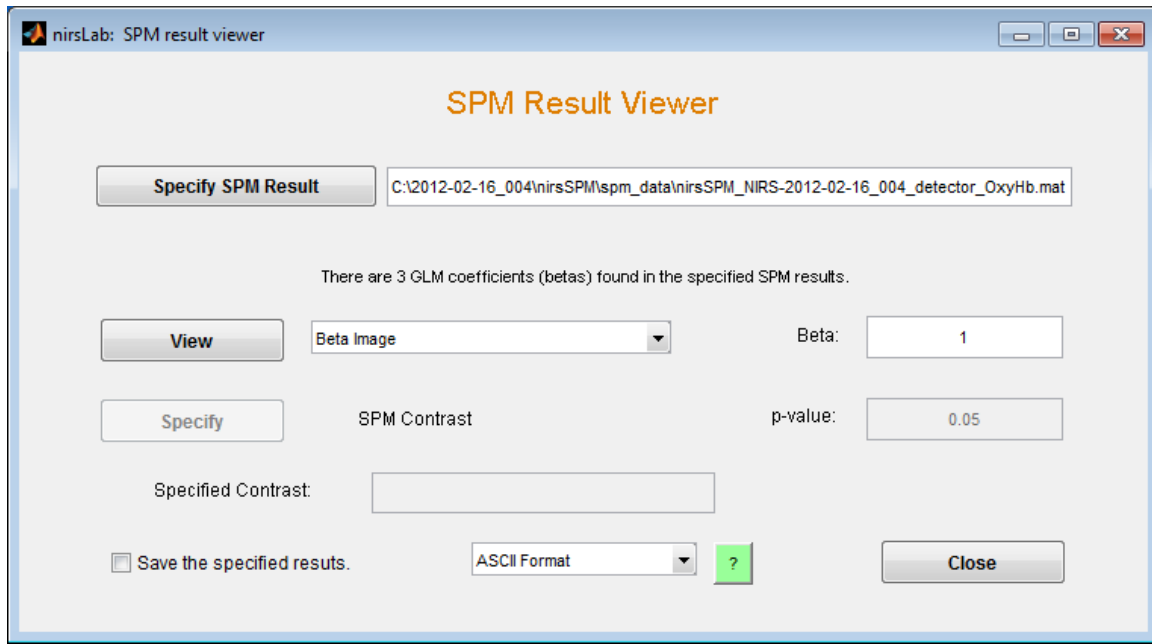 nirsLab: SPM result viewer
SPM Result Viewer
Specify SPM Result C:\2012-02-16_004\nirsSPM\spm_data\nirsSPM_NIRS-2012-02-16_004_detector_OxyHb.mat
There are 3 GLM coefficients (betas) found in the specified SPM results.
View Beta Image Beta: 1
Specify SPM Contrast p-value: 0.05
Specified Contrast:
Save the specified resuts. ASCII Format ? Close